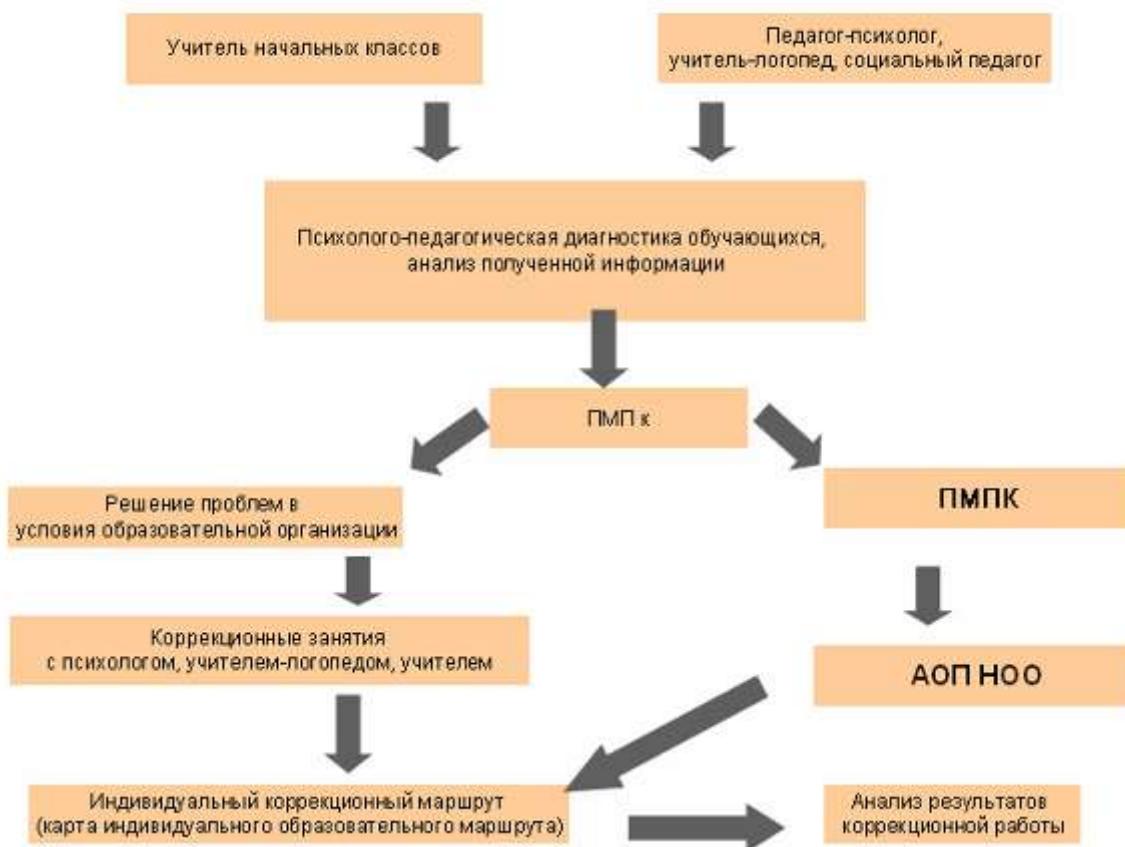 Учитель начальных классов
Педагог-психолог,
учитель-логопед, социальный педагог
Психолого-педагогическая диагностика обучающихся,
анализ полученной информации
ПМП к
Решение проблем в
условия образовательной организации
ПМПК
Коррекционные занятия
с психологом, учителем-логопедом, учителем
АОП НОО
Индивидуальный коррекционный маршрут
(карта индивидуального образовательного маршрута)
Анализ результатов
коррекционной работы